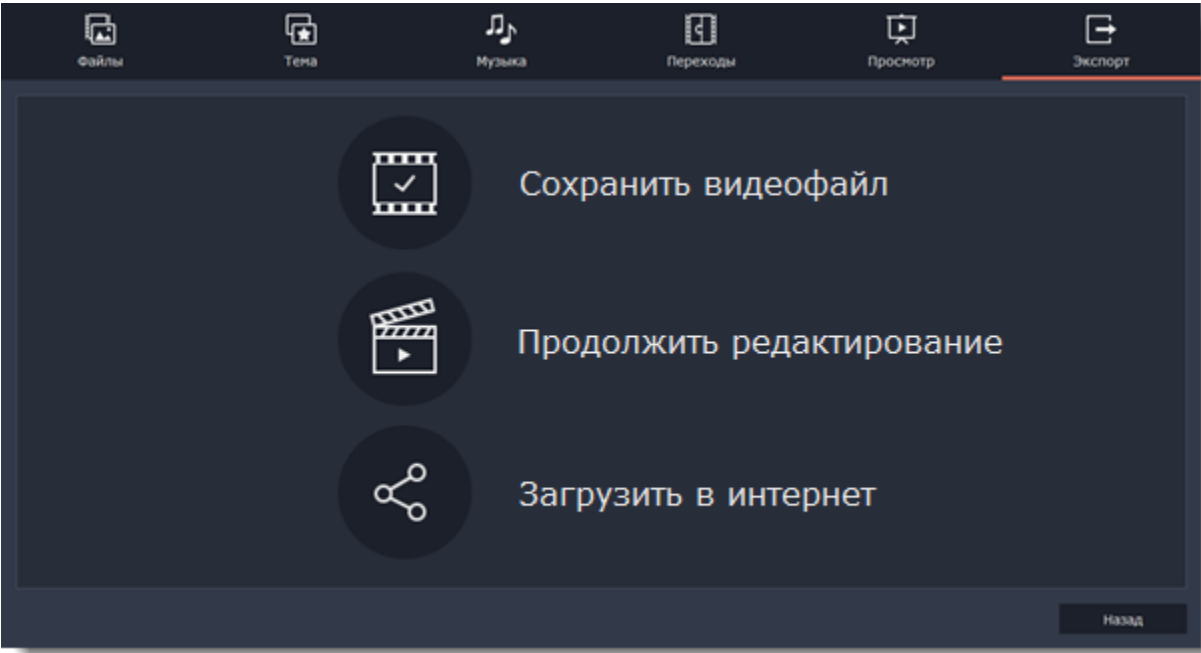 Файлы
Тема
Музыка
Переходы
Просмотр
Экспорт
Сохранить видеофайл
Продолжить редактирование
Загрузить в интернет
Назад